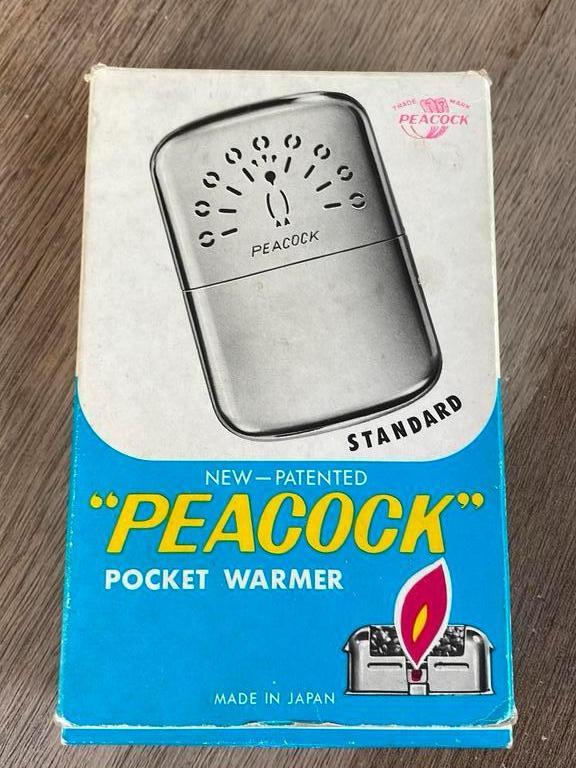 TRADE MARK
PEACOCK
PEACOCK
STANDARD
NEW—PATENTED
“PEACOCK”
POCKET WARMER
MADE IN JAPAN